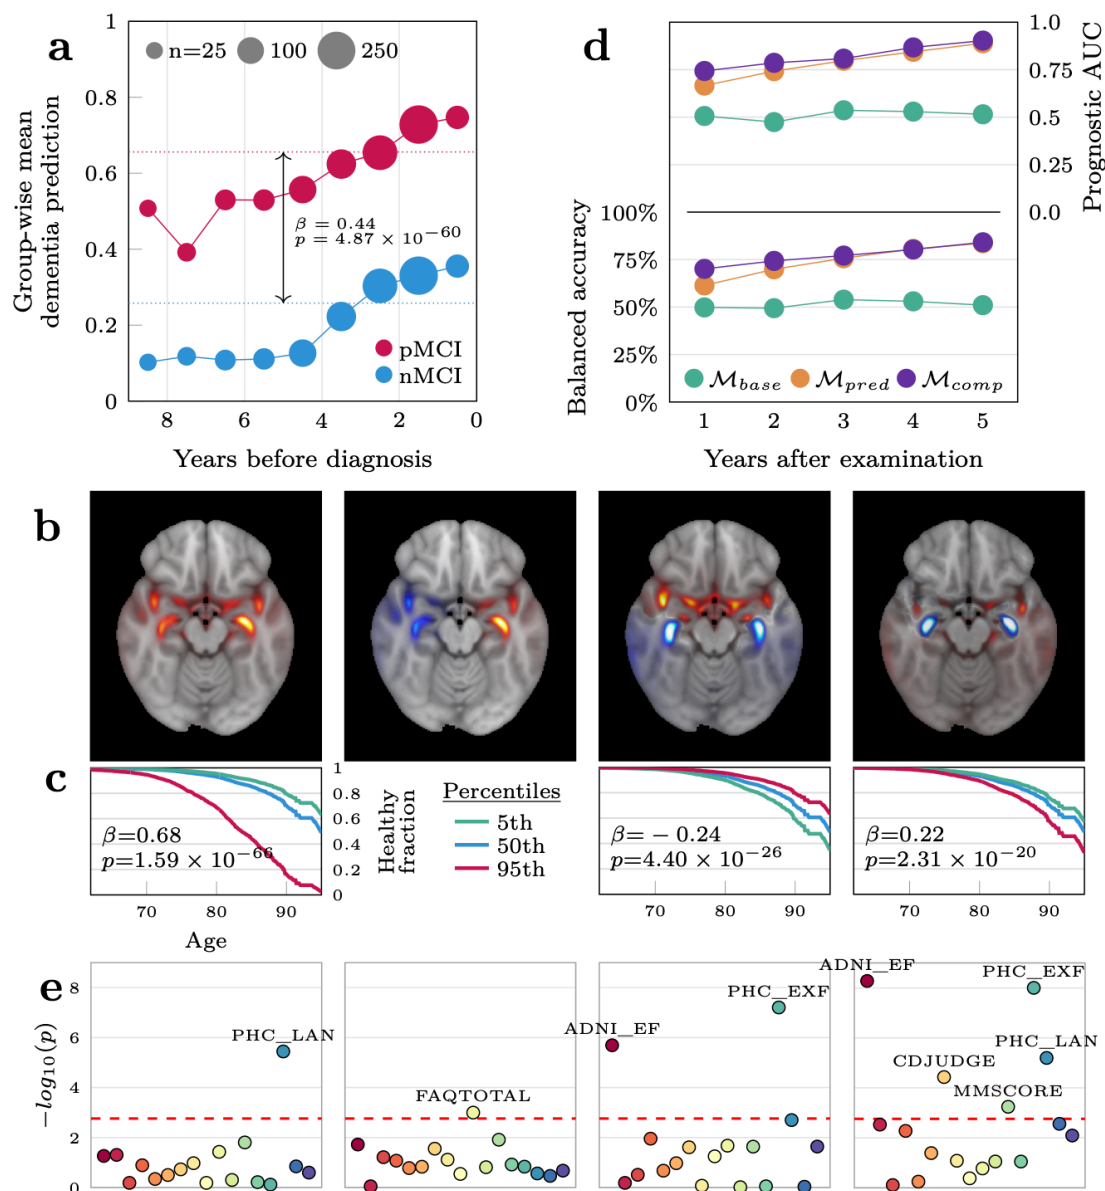 a
n=25 100 250
1
0.8
0.6
0.4
0.2
0
Group-wise mean
dementia prediction
β = 0.44
p = 4.87 × 10⁻⁶⁰
pMCI
nMCI
8 6 4 2 0
Years before diagnosis
d
1.0
0.75
0.5
0.25
0.0
Prognostic AUC
100%
75%
50%
25%
0%
Balanced accuracy
M_base M_pred M_comp
1 2 3 4 5
Years after examination
b
c
β=0.68
p=1.59 × 10⁻⁶⁶
1
0.8
0.6
0.4
0.2
0
Healthy
fraction
70 80 90
Age
Percentiles
5th
50th
95th
β= − 0.24
p=4.40 × 10⁻²⁶
70 80 90
β=0.22
p=2.31 × 10⁻²⁰
70 80 90
e
8
6
4
2
0
−log₁₀(p)
PHC_LAN
FAQTOTAL
ADNI_EF
PHC_EXF
ADNI_EF
PHC_EXF
PHC_LAN
CDJUDGE
MMSCORE